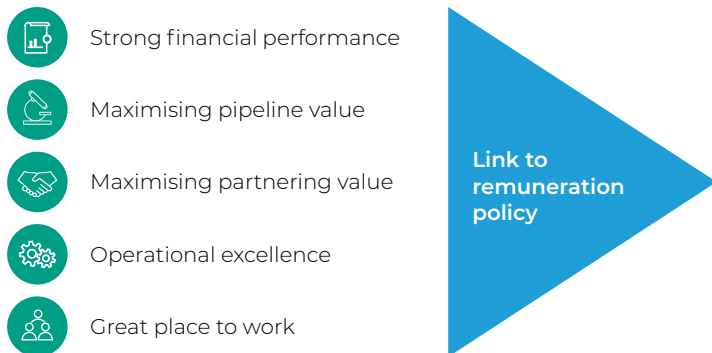 Strong financial performance
Maximising pipeline value
Maximising partnering value
Operational excellence
Great place to work
Link to
remuneration
policy